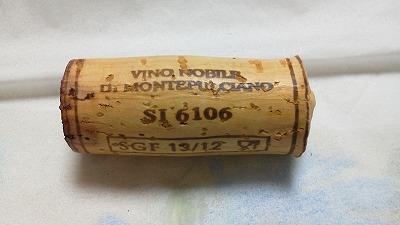 VINO NOBILE
DI MONTEPULCIANO
SI 6106
SGF 13/12